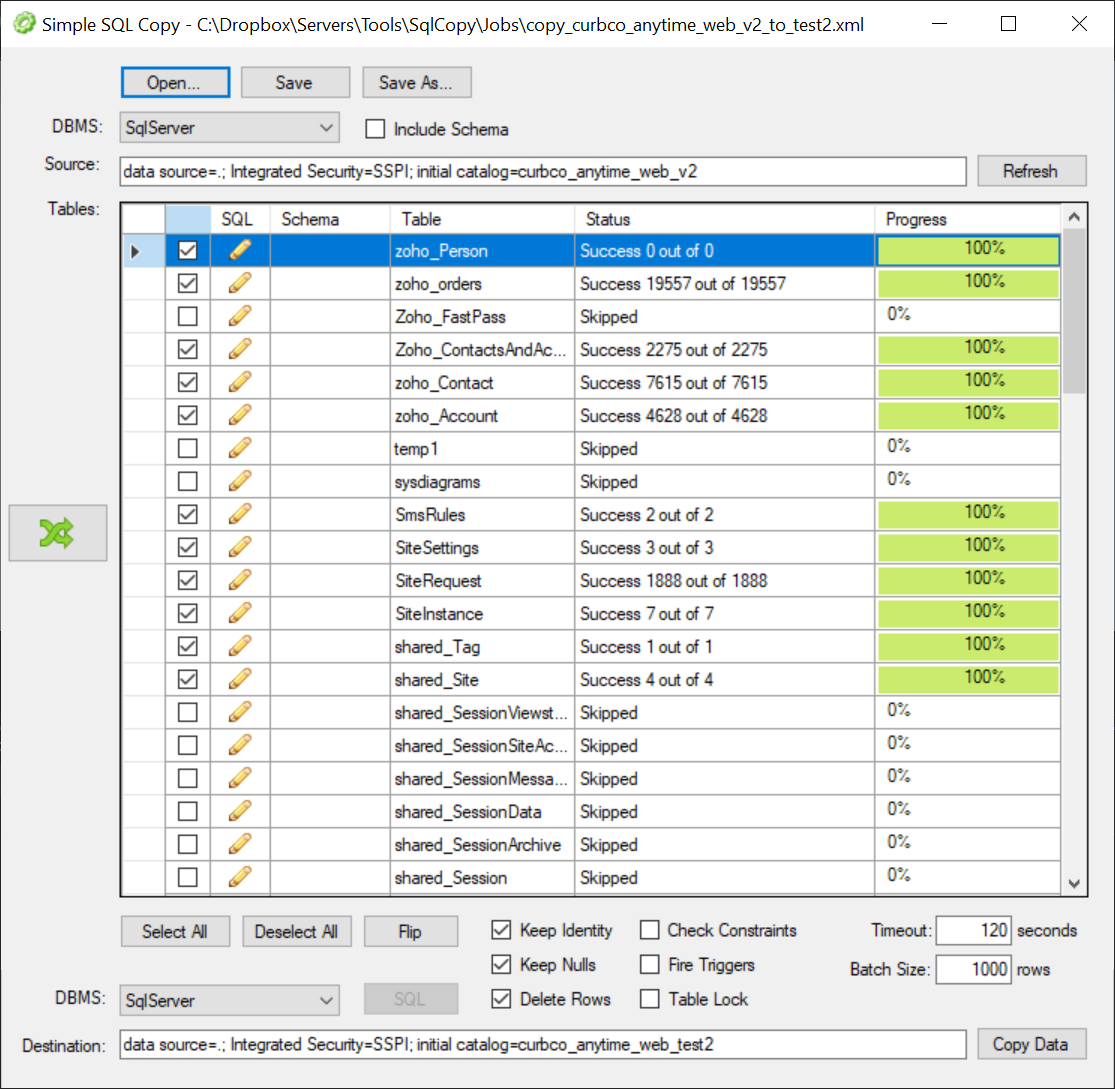 Simple SQL Copy - C:\Dropbox\Servers\Tools\SqlCopy\Jobs\copy_curbco_anytime_web_v2_to_test2.xml
Open... Save Save As...
DBMS: SqlServer Include Schema
Source: data source=.; Integrated Security=SSPI; initial catalog=curbco_anytime_web_v2 Refresh
Tables: SQL Schema Table Status Progress
zoho_Person Success 0 out of 0 100%
zoho_orders Success 19557 out of 19557 100%
Zoho_FastPass Skipped 0%
Zoho_ContactsAndAc... Success 2275 out of 2275 100%
zoho_Contact Success 7615 out of 7615 100%
zoho_Account Success 4628 out of 4628 100%
temp1 Skipped 0%
sysdiagrams Skipped 0%
SmsRules Success 2 out of 2 100%
SiteSettings Success 3 out of 3 100%
SiteRequest Success 1888 out of 1888 100%
SiteInstance Success 7 out of 7 100%
shared_Tag Success 1 out of 1 100%
shared_Site Success 4 out of 4 100%
shared_SessionViewst... Skipped 0%
shared_SessionSiteAc... Skipped 0%
shared_SessionMessa... Skipped 0%
shared_SessionData Skipped 0%
shared_SessionArchive Skipped 0%
shared_Session Skipped 0%
Select All Deselect All Flip Keep Identity Check Constraints Timeout: 120 seconds
Keep Nulls Fire Triggers Batch Size: 1000 rows
DBMS: SqlServer SQL Delete Rows Table Lock
Destination: data source=.; Integrated Security=SSPI; initial catalog=curbco_anytime_web_test2 Copy Data